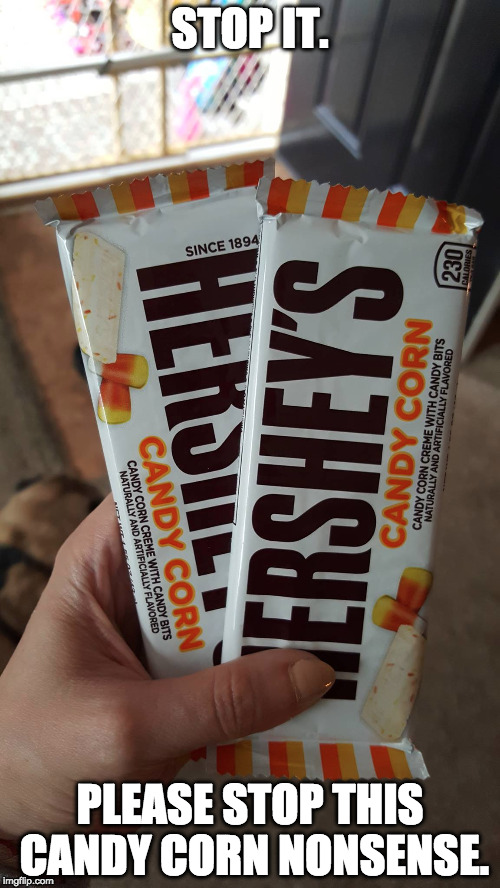 STOP IT.
SINCE 1894
HERSHEY'S
CANDY CORN
CANDY CORN CREME WITH CANDY BITS
NATURALLY AND ARTIFICIALLY FLAVORED
HERSHEY'S
CANDY CORN
CANDY CORN CREME WITH CANDY BITS
NATURALLY AND ARTIFICIALLY FLAVORED
230
CALORIES
PLEASE STOP THIS
CANDY CORN NONSENSE.
imgflip.com